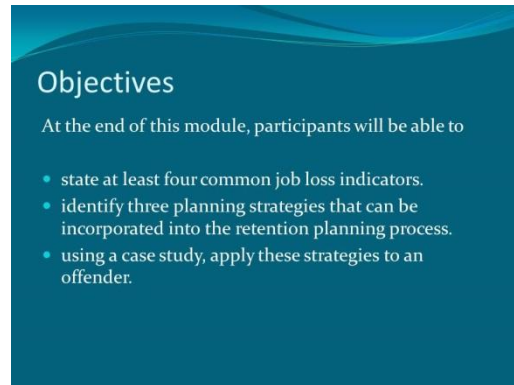 Objectives
At the end of this module, participants will be able to
• state at least four common job loss indicators.
• identify three planning strategies that can be
incorporated into the retention planning process.
• using a case study, apply these strategies to an
offender.